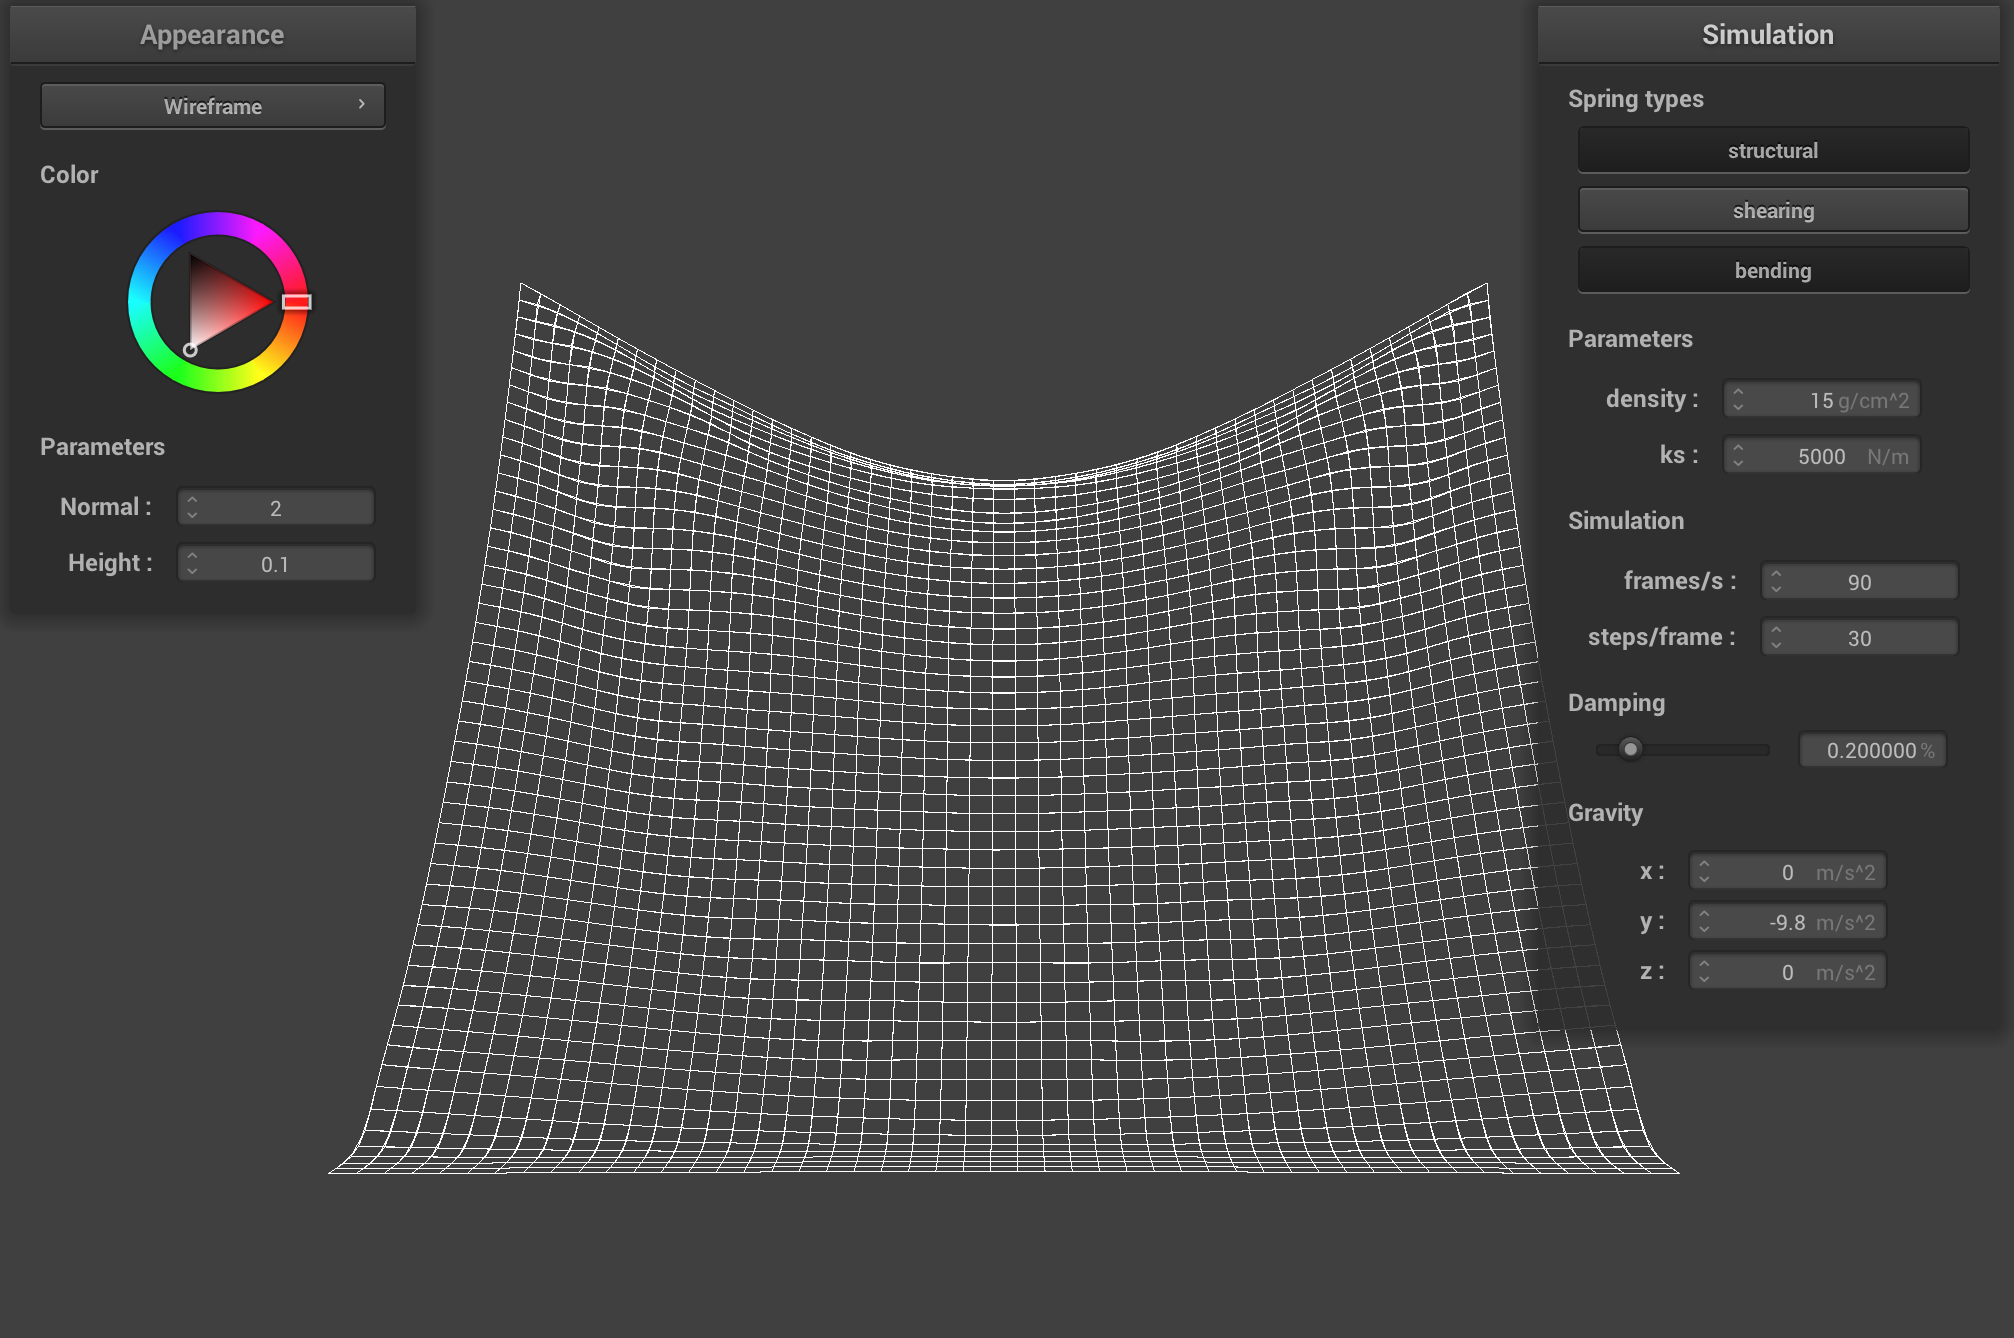 Appearance
Wireframe
Color
Parameters
Normal : 2
Height : 0.1
Simulation
Spring types
structural
shearing
bending
Parameters
density : 15 g/cm^2
ks : 5000 N/m
Simulation
frames/s : 90
steps/frame : 30
Damping
0.200000 %
Gravity
x : 0 m/s^2
y : -9.8 m/s^2
z : 0 m/s^2